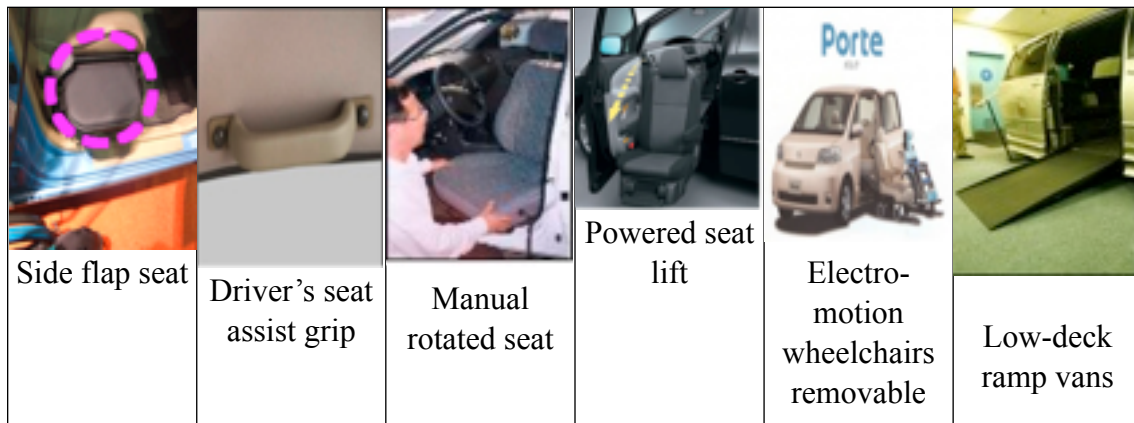 Porte
Side flap seat
Driver's seat
assist grip
Manual
rotated seat
Powered seat
lift
Electro-
motion
wheelchairs
removable
Low-deck
ramp vans